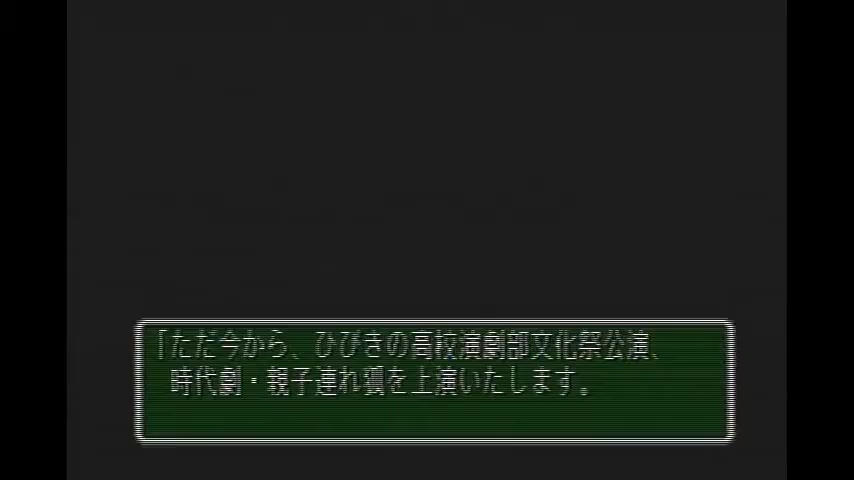 「ただ今から、ひびきの高校演劇部文化祭公演、
時代劇・親子連れ狐を上演いたします。